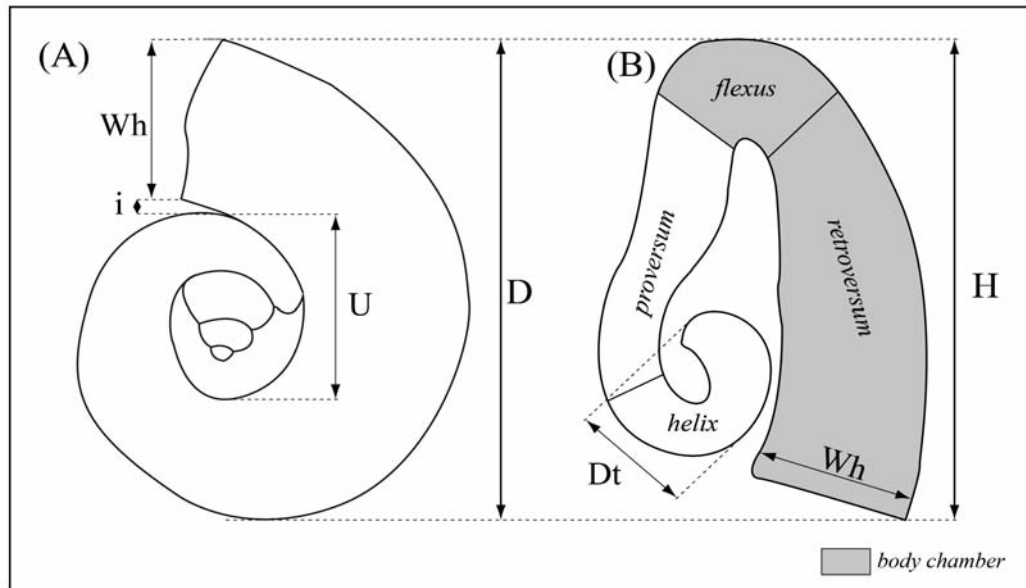 (A)
Wh
i
U
D
(B)
flexus
proversum
retroversum
helix
Dt
Wh
H
body chamber